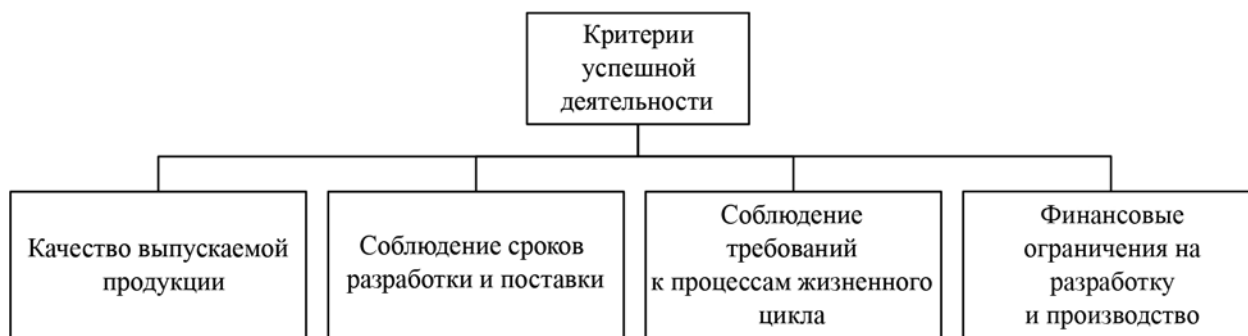 Критерии
успешной
деятельности
Качество выпускаемой
продукции
Соблюдение сроков
разработки и поставки
Соблюдение
требований
к процессам жизненного
цикла
Финансовые
ограничения на
разработку
и производство